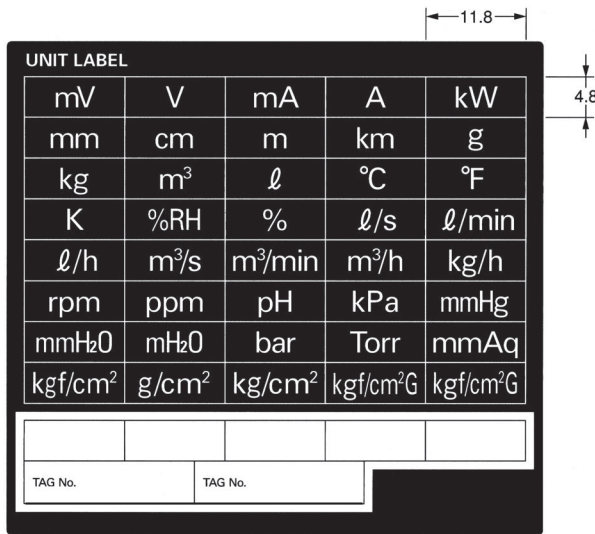 11.8
UNIT LABEL
mV V mA A kW
4.8
mm cm m km g
kg m³ ℓ °C °F
K %RH % ℓ/s ℓ/min
ℓ/h m³/s m³/min m³/h kg/h
rpm ppm pH kPa mmHg
mmH₂O mH₂O bar Torr mmAq
kgf/cm² g/cm² kg/cm² kgf/cm²G kgf/cm²G
TAG No. TAG No.